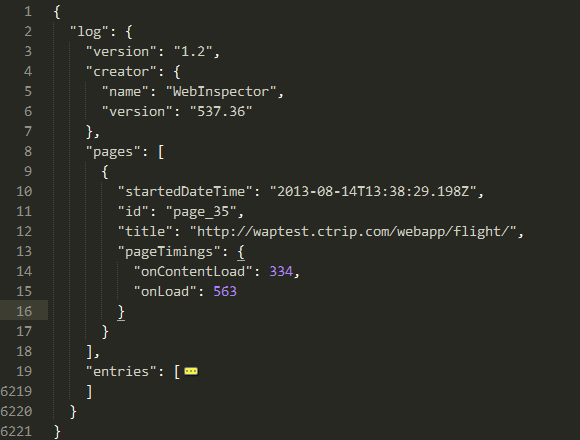 1 {
2 "log": {
3 "version": "1.2",
4 "creator": {
5 "name": "WebInspector",
6 "version": "537.36"
7 },
8 "pages": [
9 {
10 "startedDateTime": "2013-08-14T13:38:29.198Z",
11 "id": "page_35",
12 "title": "http://waptest.ctrip.com/webapp/flight/",
13 "pageTimings": {
14 "onContentLoad": 334,
15 "onLoad": 563
16 }
17 }
18 ],
19 "entries": [...
6219 ]
6220 }
6221 }